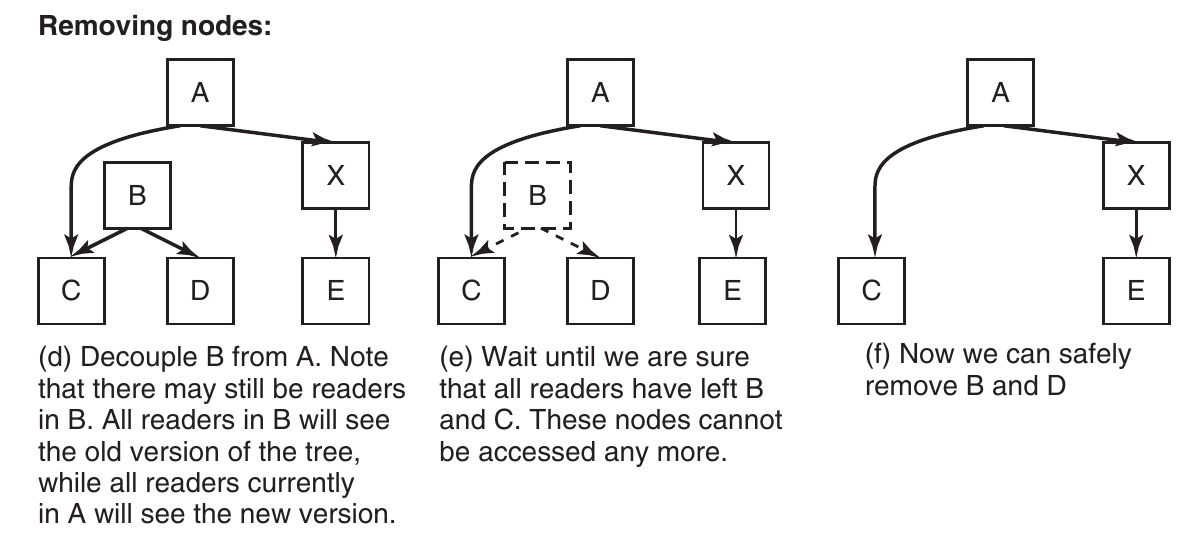 Removing nodes:
A
A
A
X
X
X
B
B
C
D
E
C
D
E
C
E
(d) Decouple B from A. Note
that there may still be readers
in B. All readers in B will see
the old version of the tree,
while all readers currently
in A will see the new version.
(e) Wait until we are sure
that all readers have left B
and C. These nodes cannot
be accessed any more.
(f) Now we can safely
remove B and D